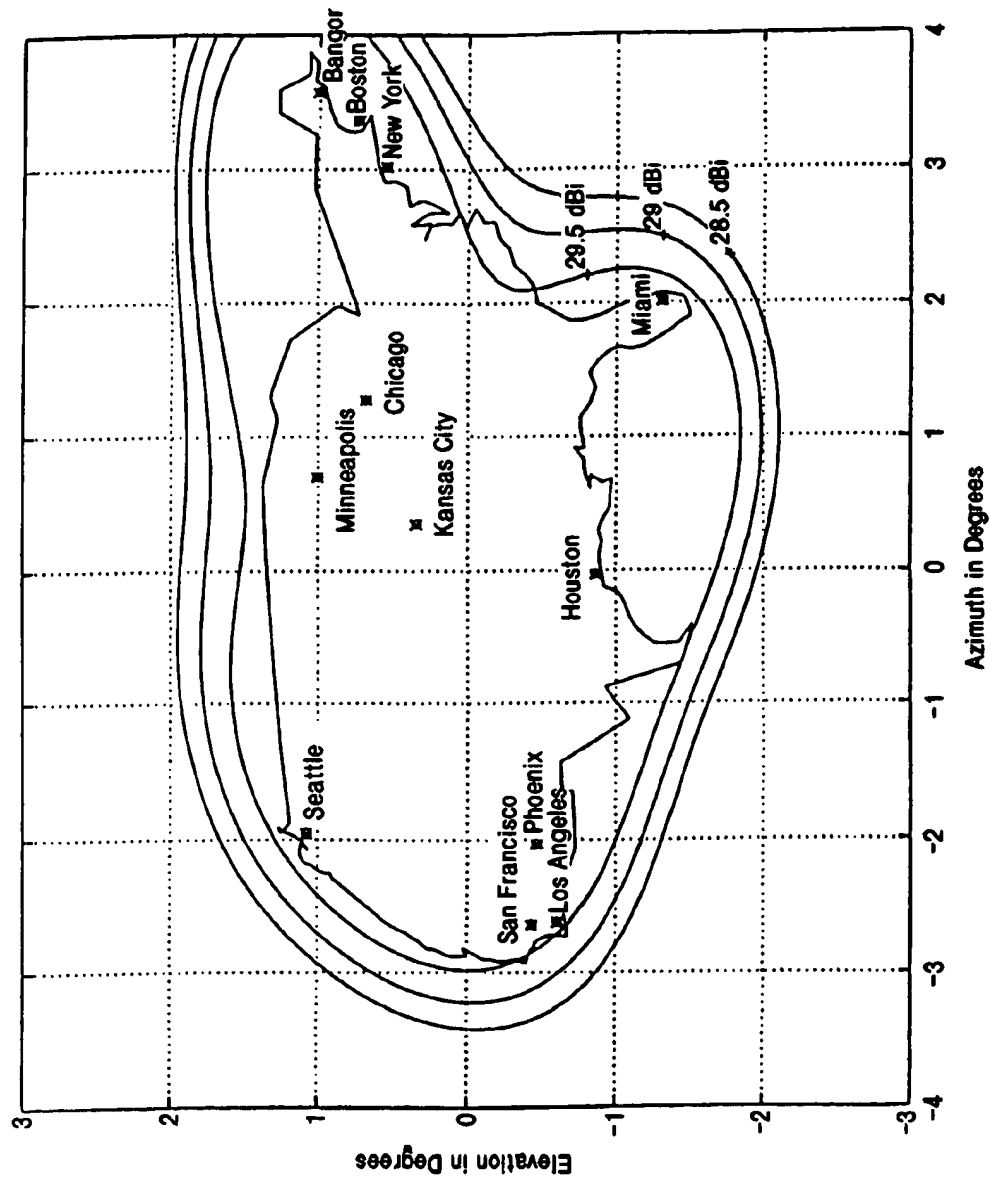 3
2
1
0
-1
-2
-3
Elevation in Degrees
-4
-3
-2
-1
0
1
2
3
4
Azimuth in Degrees
Seattle
San Francisco
Phoenix
Los Angeles
Minneapolis
Chicago
Kansas City
Houston
Miami
Bangor
Boston
New York
29.5 dBi
29 dBi
28.5 dBi